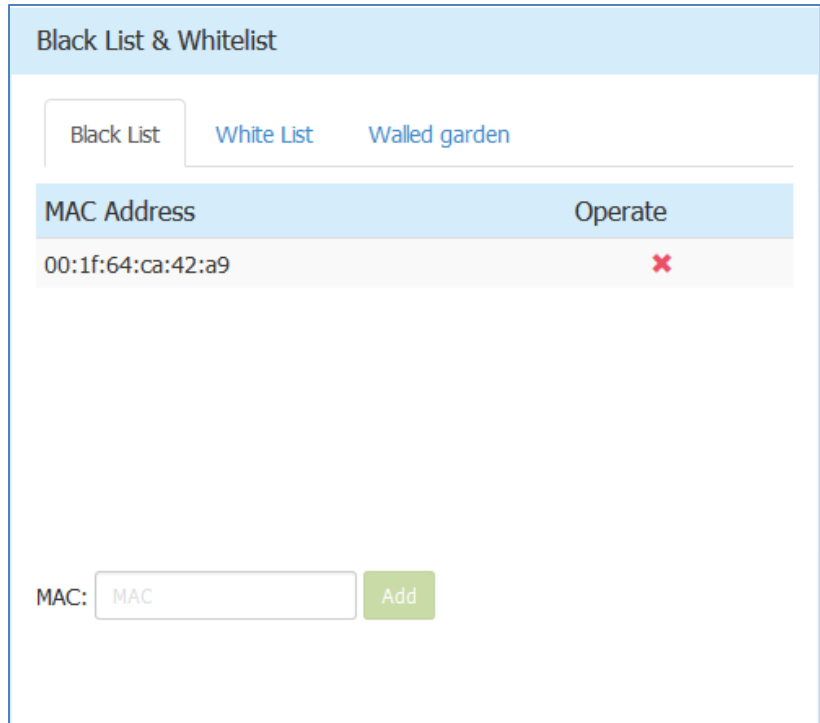 Black List & Whitelist
Black List White List Walled garden
MAC Address Operate
00:1f:64:ca:42:a9
MAC: MAC Add